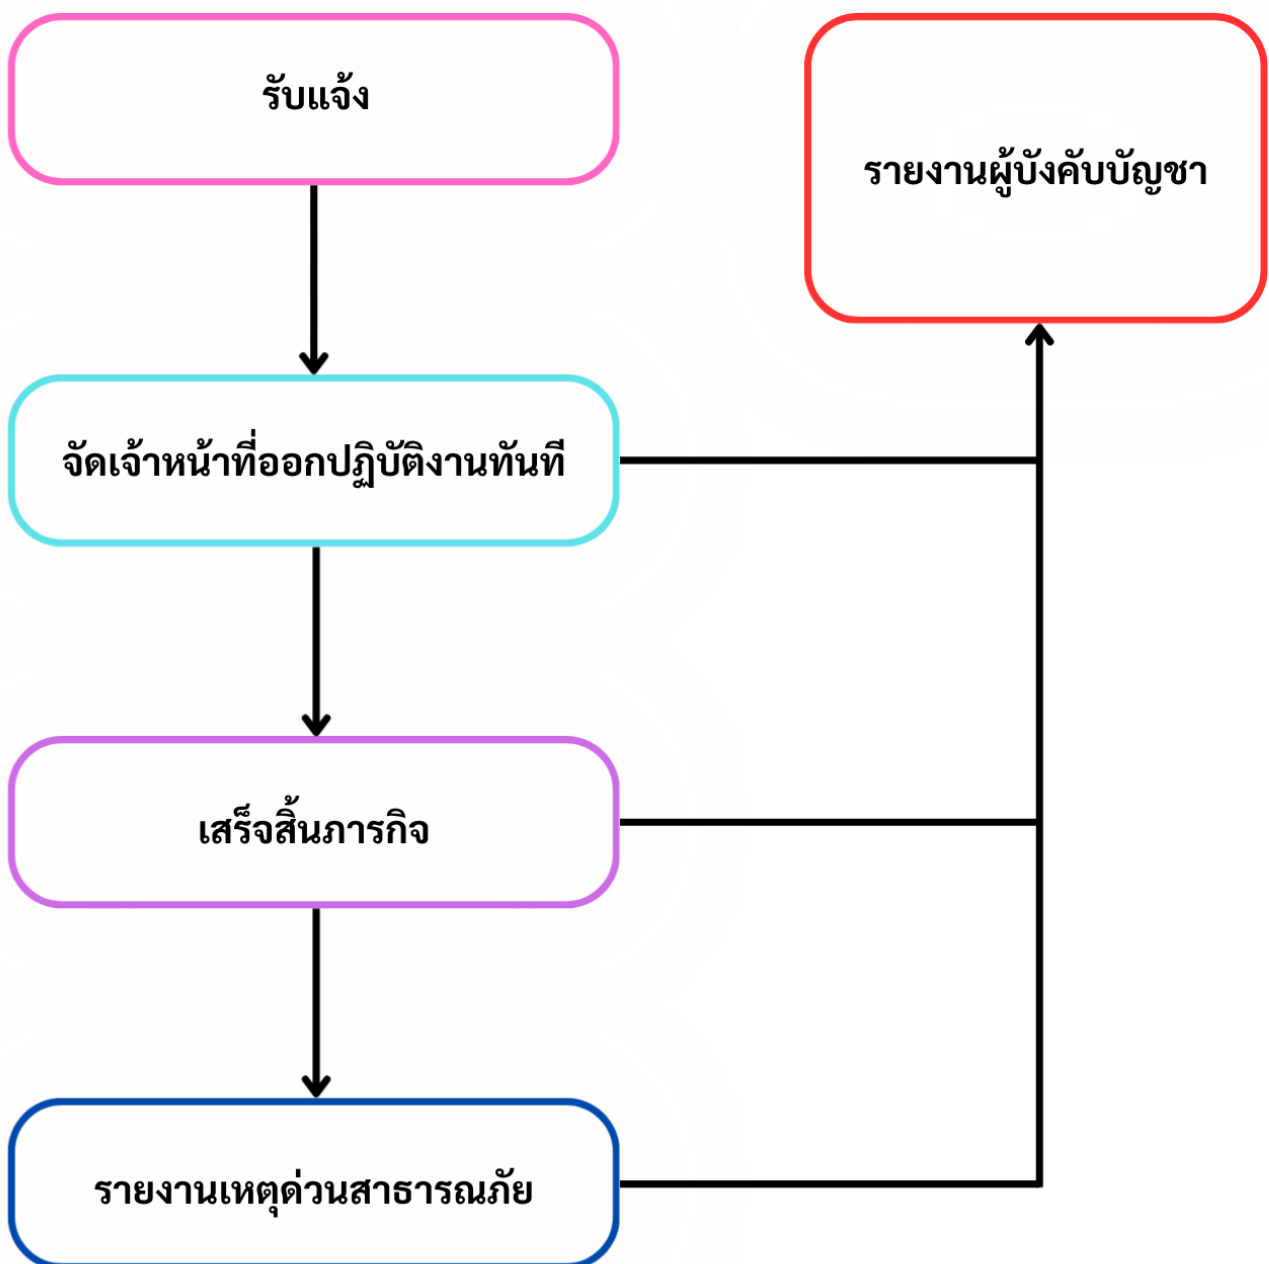 รับแจ้ง
รายงานผู้บังคับบัญชา
จัดเจ้าหน้าที่ออกปฏิบัติงานทันที
เสร็จสิ้นภารกิจ
รายงานเหตุด่วนสาธารณภัย